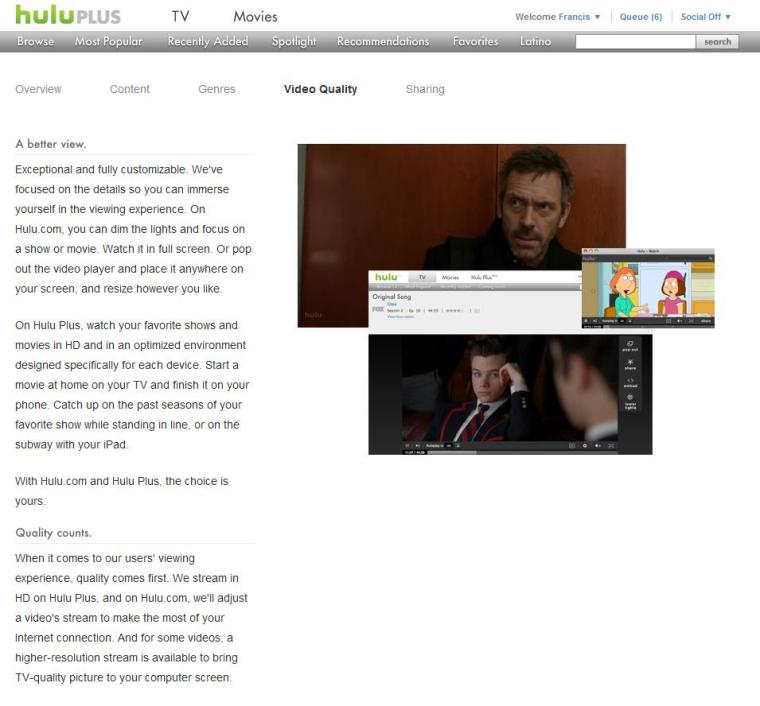 hulu PLUS TV Movies Welcome Francis ▼ Queue (6) Social Off ▼
Browse Most Popular Recently Added Spotlight Recommendations Favorites Latino search
Overview Content Genres Video Quality Sharing
A better view.
Exceptional and fully customizable. We've
focused on the details so you can immerse
yourself in the viewing experience. On
Hulu.com, you can dim the lights and focus on
a show or movie. Watch it in full screen. Or pop
out the video player and place it anywhere on
your screen, and resize however you like.
On Hulu Plus, watch your favorite shows and
movies in HD and in an optimized environment
designed specifically for each device. Start a
movie at home on your TV and finish it on your
phone. Catch up on the past seasons of your
favorite show while standing in line, or on the
subway with your iPad.
With Hulu.com and Hulu Plus, the choice is
yours.
Quality counts.
When it comes to our users' viewing
experience, quality comes first. We stream in
HD on Hulu Plus, and on Hulu.com, we'll adjust
a video's stream to make the most of your
Internet connection. And for some videos, a
higher-resolution stream is available to bring
TV-quality picture to your computer screen.
hulu
Hulu - Watch
hulu
hulu TV Movies Hulu Plus
Original Song
Glee
FOX Season 2
pop out
share
embed
lower
lights
share